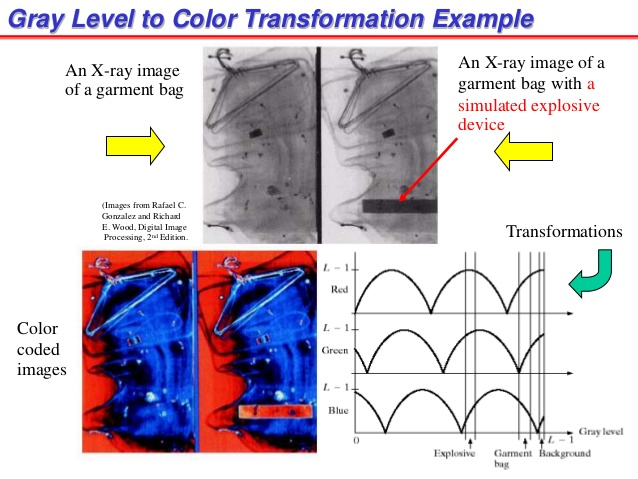 Gray Level to Color Transformation Example
An X-ray image
of a garment bag
An X-ray image of a
garment bag with a
simulated explosive
device
(Images from Rafael C.
Gonzalez and Richard
E. Wood, Digital Image
Processing, 2nd Edition.
Transformations
Color
coded
images
L − 1
Red
L − 1
Green
L − 1
Blue
0
Gray level
L − 1
Explosive
Garment
bag
Background